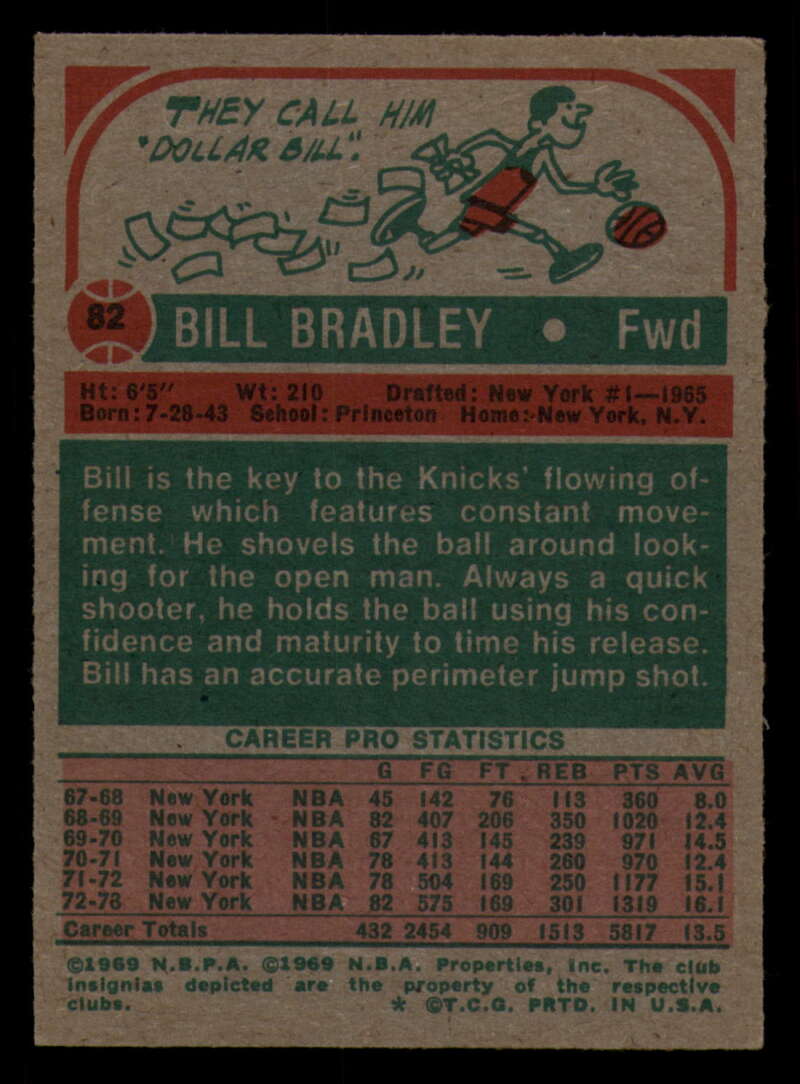 THEY CALL HIM
"DOLLAR BILL".
82
BILL BRADLEY • Fwd
Ht: 6'5" Wt: 210 Drafted: New York #1—1965
Born: 7-28-43 School: Princeton Home: New York, N.Y.
Bill is the key to the Knicks' flowing of-
fense which features constant move-
ment. He shovels the ball around look-
ing for the open man. Always a quick
shooter, he holds the ball using his con-
fidence and maturity to time his release.
Bill has an accurate perimeter jump shot.
CAREER PRO STATISTICS
G FG FT REB PTS AVG
67-68 New York NBA 45 142 76 113 360 8.0
68-69 New York NBA 82 407 206 350 1020 12.4
69-70 New York NBA 67 413 145 239 971 14.5
70-71 New York NBA 78 413 144 260 970 12.4
71-72 New York NBA 78 504 169 250 1177 15.1
72-73 New York NBA 82 575 169 301 1319 16.1
Career Totals 432 2454 909 1513 5817 13.5
©1969 N.B.P.A. ©1969 N.B.A. Properties, Inc. The club
insignias depicted are the property of the respective
clubs. * ©T.C.G. PRTD. IN U.S.A.